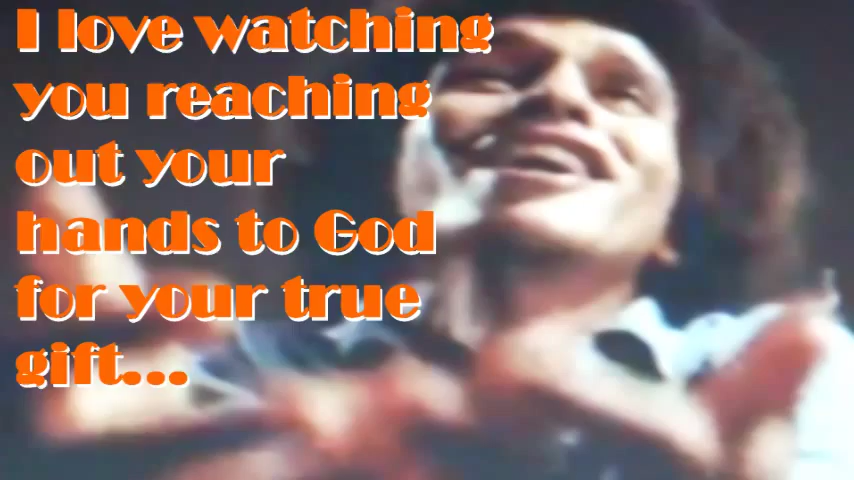 I love watching
you reaching
out your
hands to God
for your true
gift...